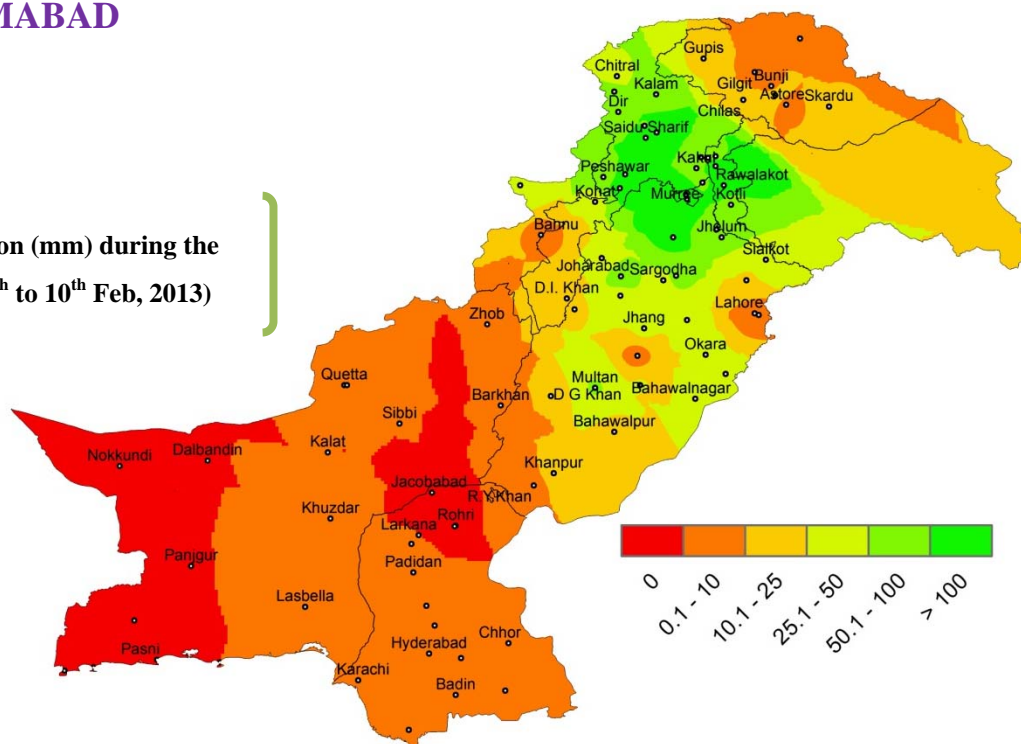 MABAD
on (mm) during the
th to 10th Feb, 2013)
Gupis
Chitral
Kalam
Gilgit
Bunji
Dir
Astore
Skardu
Chilas
Saidu Sharif
Kakul
Peshawar
Rawalakot
Kohat
Murree
Kotli
Bannu
Jhelum
Sialkot
Joharabad
Sargodha
D.I. Khan
Lahore
Zhob
Jhang
Okara
Quetta
Multan
Barkhan
D G Khan
Bahawalnagar
Sibbi
Bahawalpur
Kalat
Nokkundi
Dalbandin
Khanpur
Jacobabad
R Y Khan
Khuzdar
Rohri
Larkana
Panjgur
Padidan
Lasbella
Hyderabad
Chhor
Pasni
Karachi
Badin
0
0.1 - 10
10.1 - 25
25.1 - 50
50.1 - 100
> 100